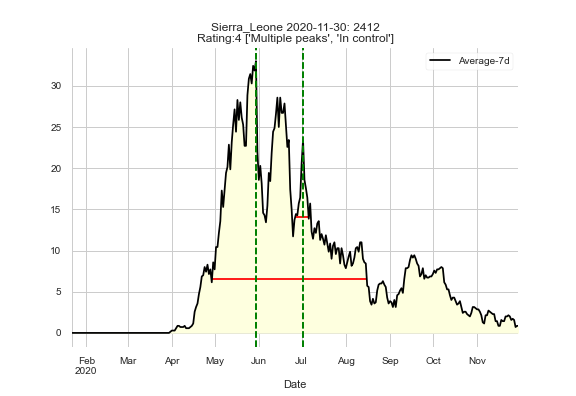 Sierra_Leone 2020-11-30: 2412
Rating:4 ['Multiple peaks', 'In control']
Average-7d
30
25
20
15
10
5
0
Feb Mar Apr May Jun Jul Aug Sep Oct Nov
2020
Date